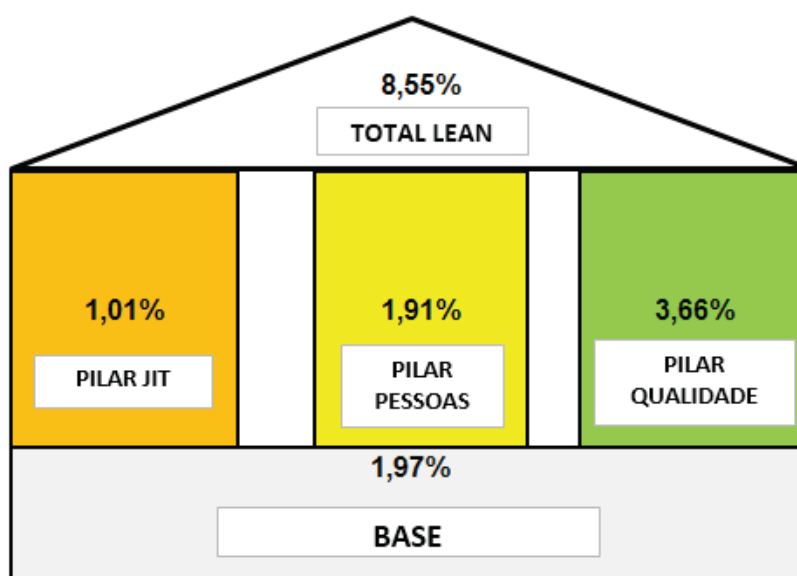 8,55%
TOTAL LEAN
1,01%
PILAR JIT
1,91%
PILAR
PESSOAS
3,66%
PILAR
QUALIDADE
1,97%
BASE